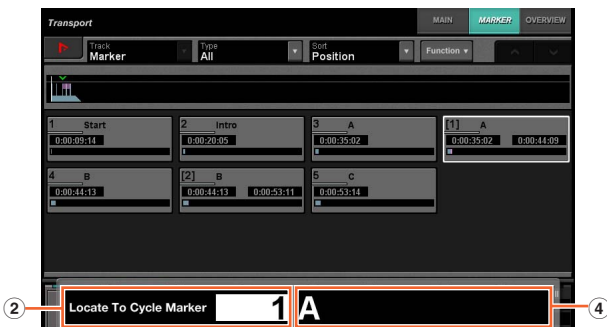 Transport MAIN MARKER OVERVIEW
Track Type Sort Function
Marker All Position
1 Start 2 Intro 3 A [1] A
0:00:09:14 0:00:20:05 0:00:35:02 0:00:35:02 0:00:44:09
4 B [2] B 5 C
0:00:44:13 0:00:44:13 0:00:53:11 0:00:53:14
2 Locate To Cycle Marker 1 A 4